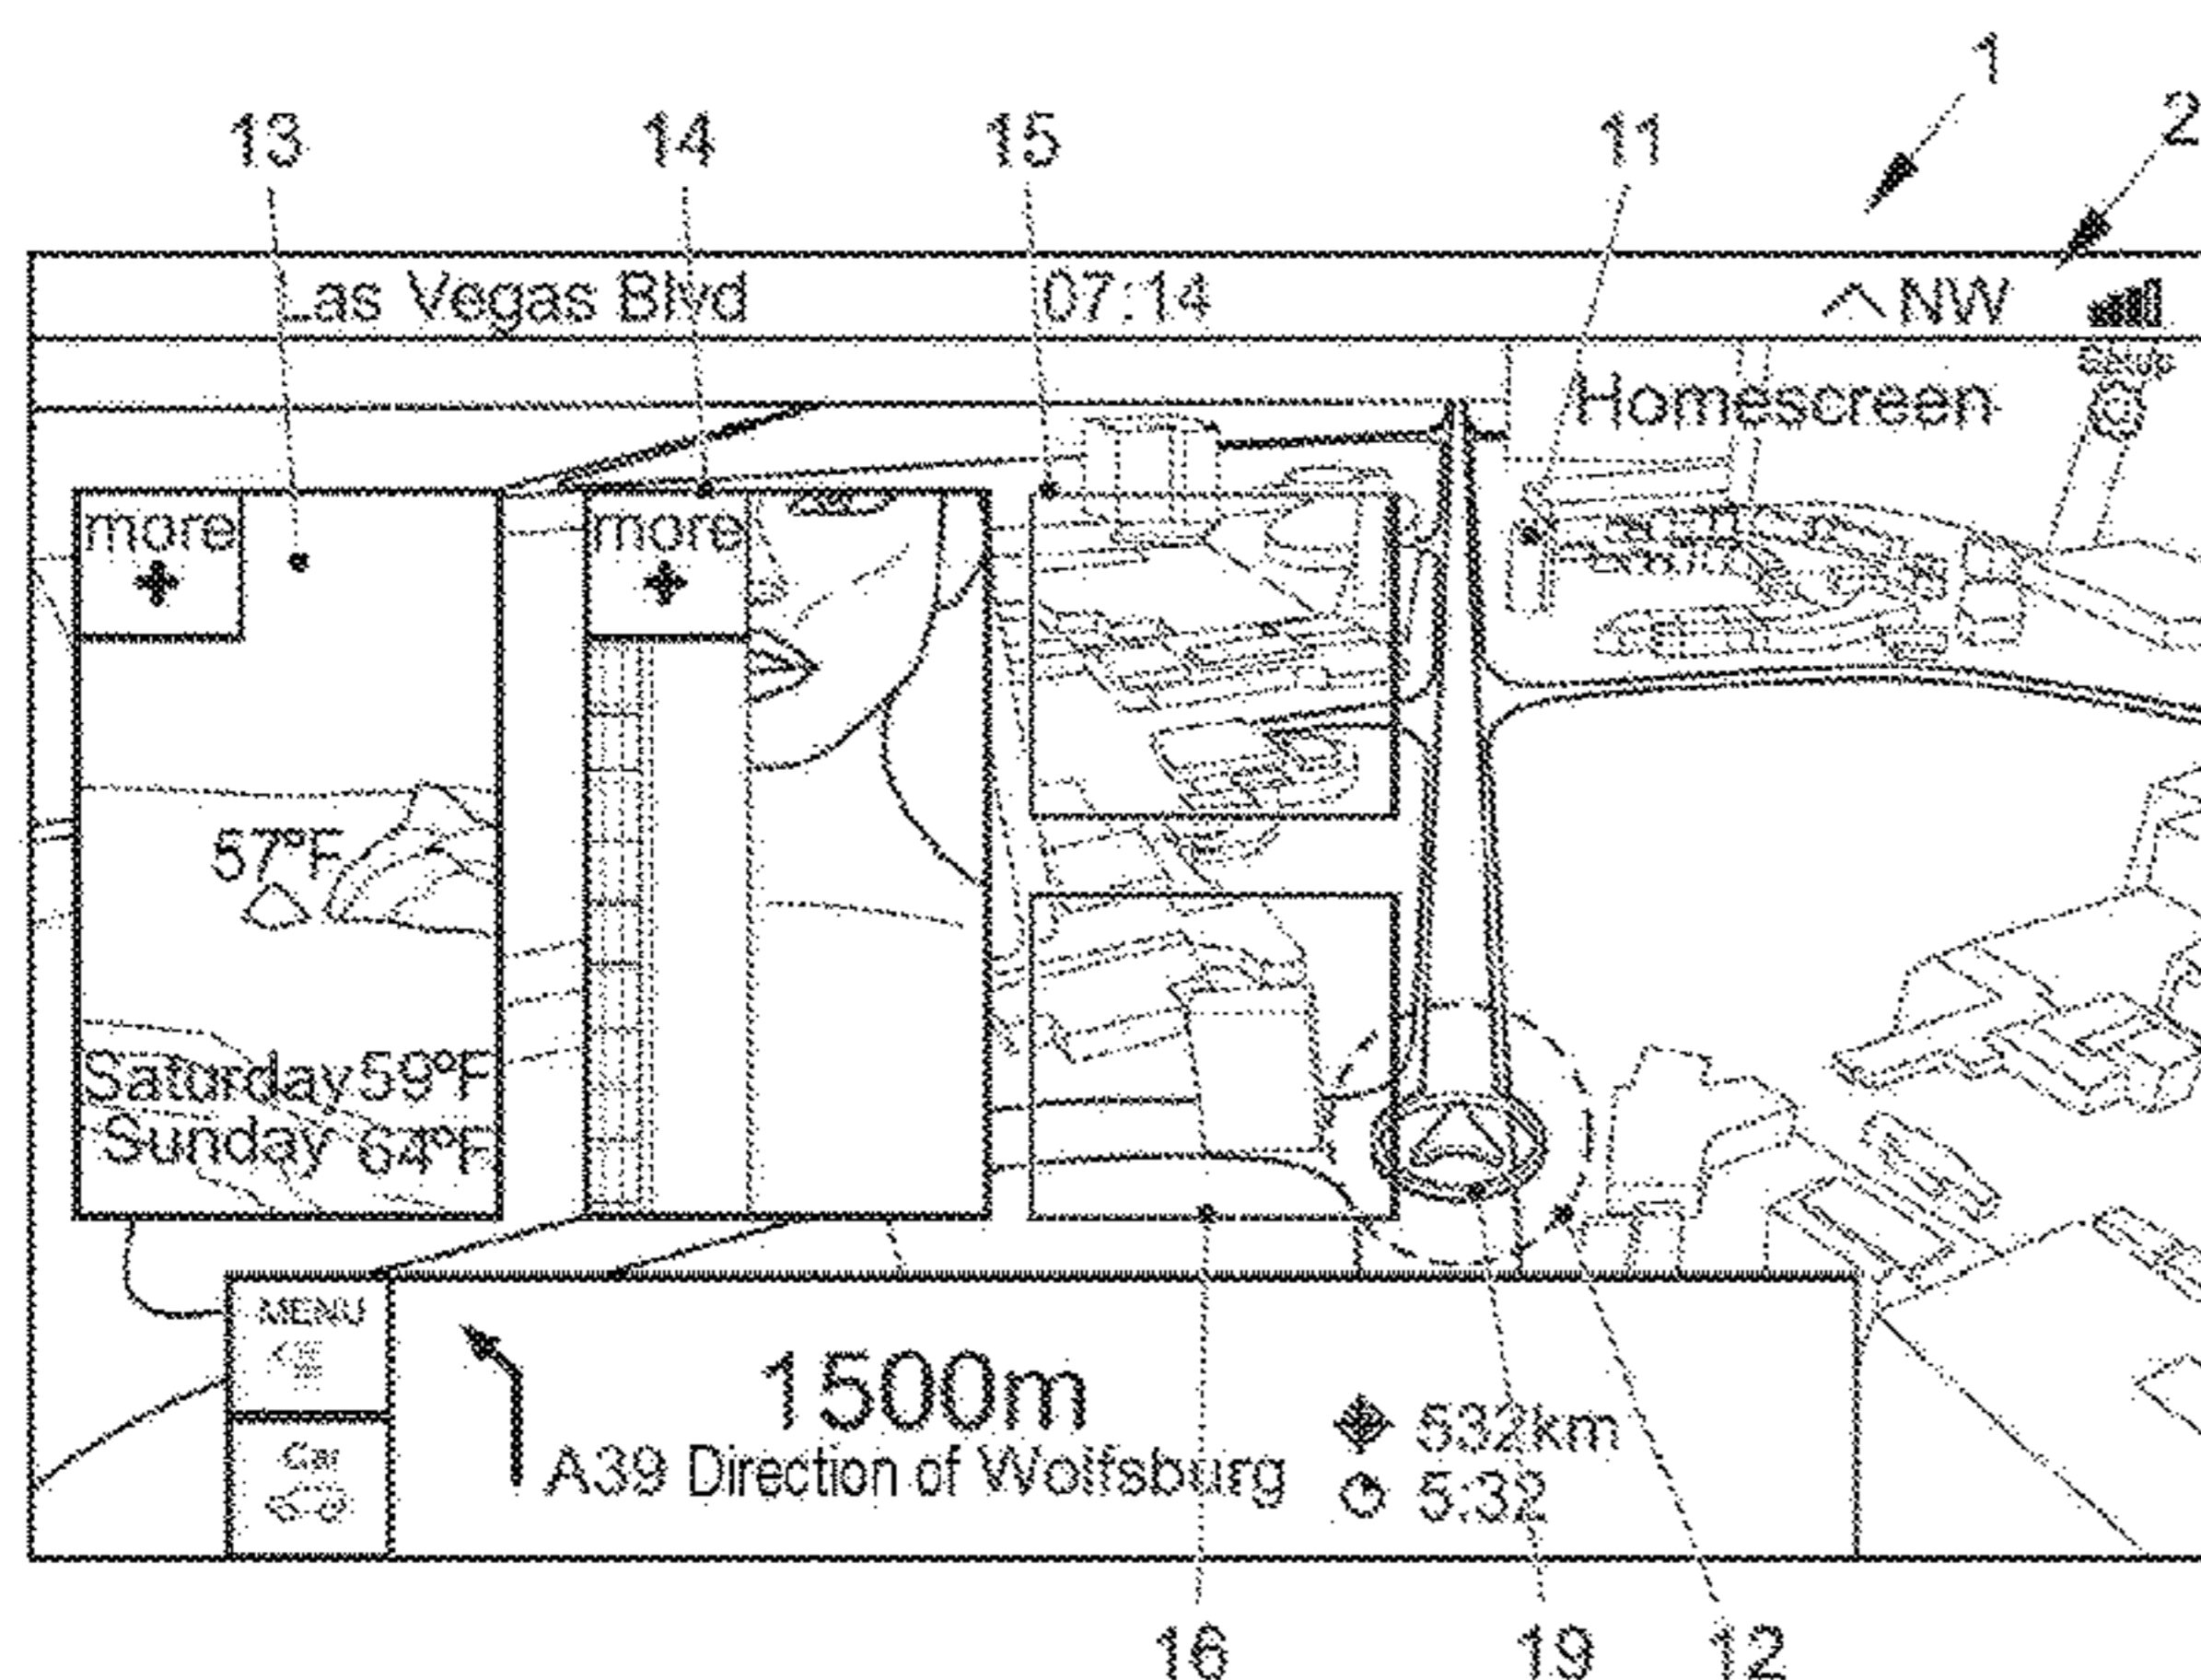 1
2
13 14 15 11
Las Vegas Blvd 07:14 NW
Homescreen
more more
57°F
Saturday 59°F
Sunday 64°F
MENU
1500m
532km
Car
A39 Direction of Wolfsburg
5:32
16 19 12